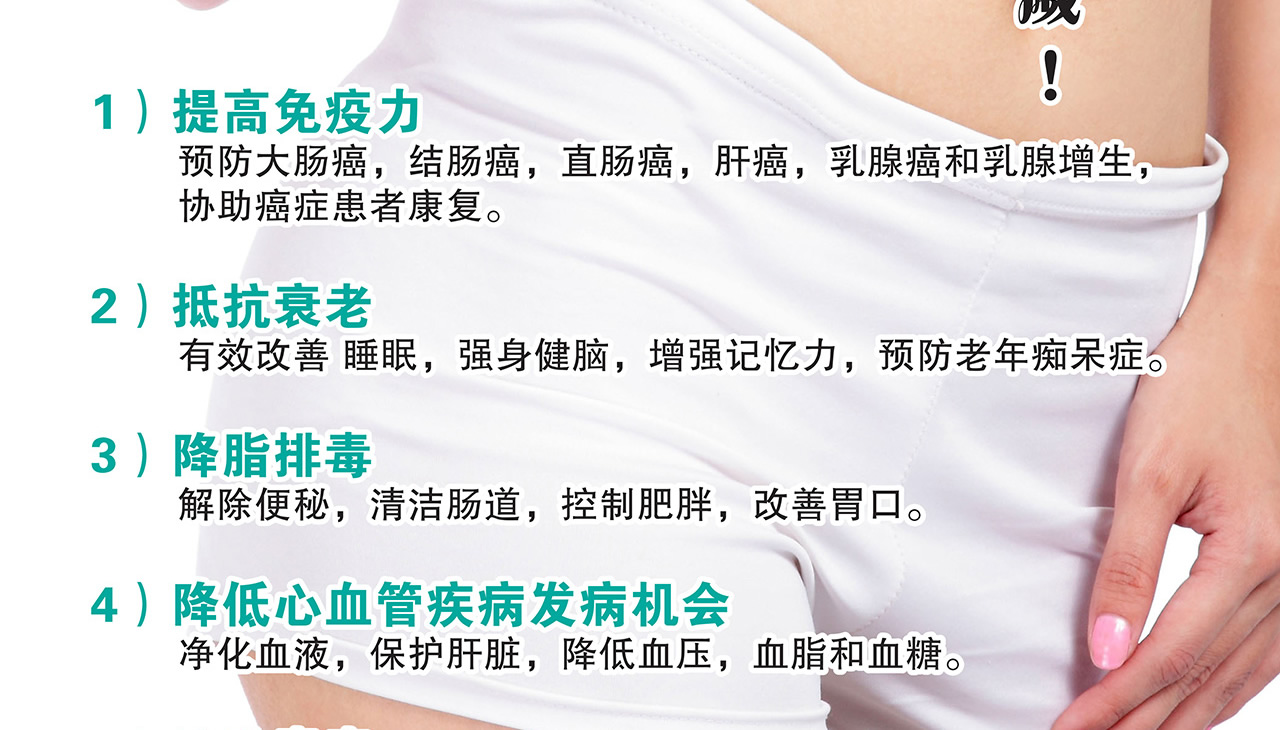 ！
1）提高免疫力
预防大肠癌，结肠癌，直肠癌，肝癌，乳腺癌和乳腺增生，
协助癌症患者康复。
2）抵抗衰老
有效改善 睡眠，强身健脑，增强记忆力，预防老年痴呆症。
3）降脂排毒
解除便秘，清洁肠道，控制肥胖，改善胃口。
4）降低心血管疾病发病机会
净化血液，保护肝脏，降低血压，血脂和血糖。